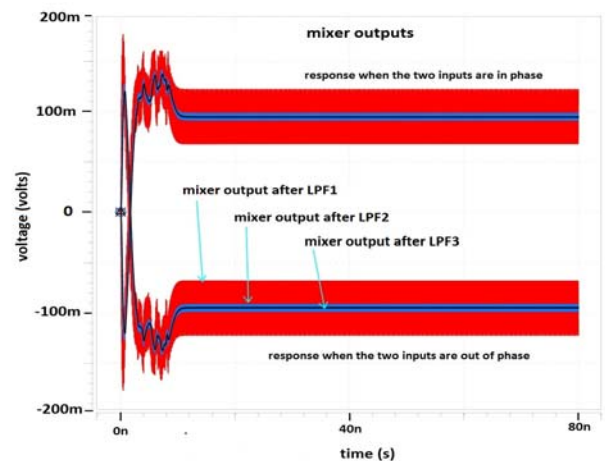 200m
mixer outputs
response when the two inputs are in phase
100m
mixer output after LPF1
mixer output after LPF2
0
mixer output after LPF3
voltage (volts)
-100m
response when the two inputs are out of phase
-200m
0n
40n
80n
time (s)